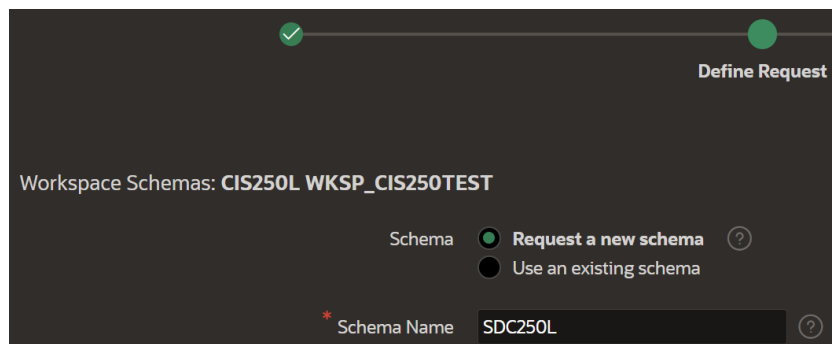 Define Request
Workspace Schemas: CIS250L WKSP_CIS250TEST
Schema Request a new schema ?
Use an existing schema
* Schema Name SDC250L ?